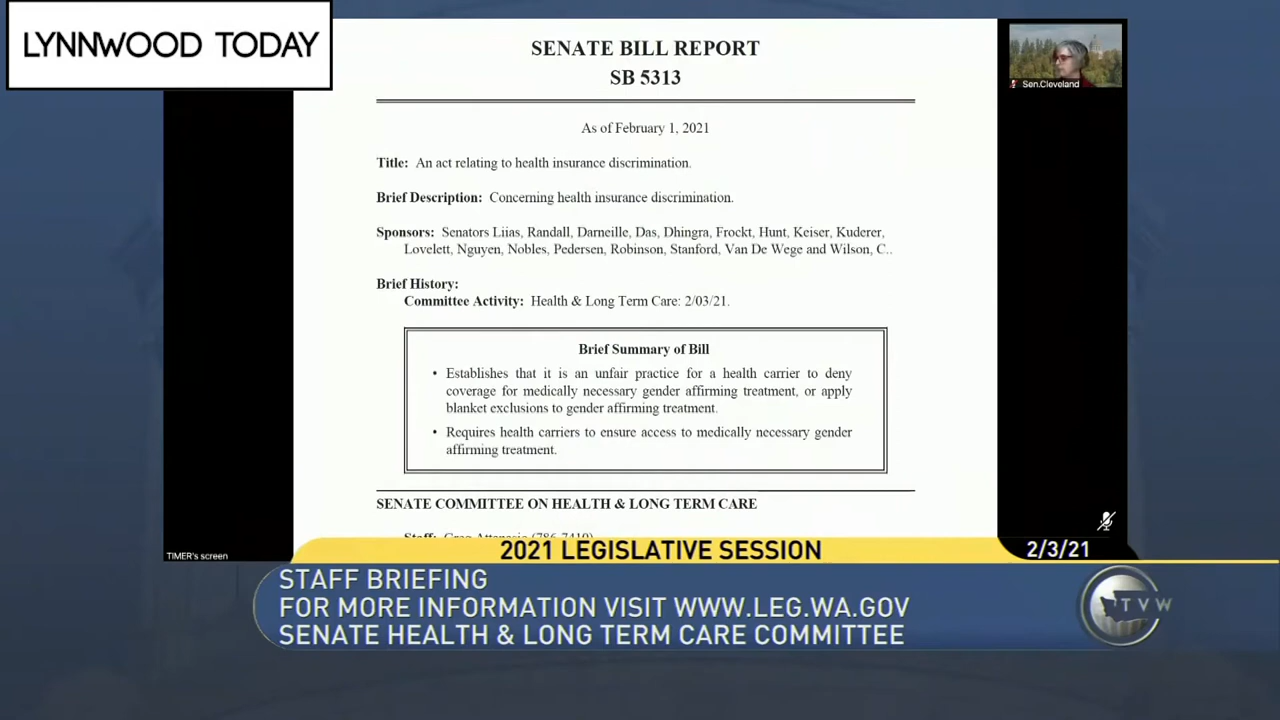 LYNNWOOD TODAY
SENATE BILL REPORT
SB 5313
As of February 1, 2021
Title: An act relating to health insurance discrimination.
Brief Description: Concerning health insurance discrimination.
Sponsors: Senators Liias, Randall, Darneille, Das, Dhingra, Frockt, Hunt, Keiser, Kuderer,
Lovelett, Nguyen, Nobles, Pedersen, Robinson, Stanford, Van De Wege and Wilson, C..
Brief History:
Committee Activity: Health & Long Term Care: 2/03/21.
Brief Summary of Bill
• Establishes that it is an unfair practice for a health carrier to deny
coverage for medically necessary gender affirming treatment, or apply
blanket exclusions to gender affirming treatment.
• Requires health carriers to ensure access to medically necessary gender
affirming treatment.
SENATE COMMITTEE ON HEALTH & LONG TERM CARE
Staff: Greg Attanasio (786-7410)
Sen.Cleveland
TIMER's screen
2021 LEGISLATIVE SESSION
2/3/21
STAFF BRIEFING
FOR MORE INFORMATION VISIT WWW.LEG.WA.GOV
SENATE HEALTH & LONG TERM CARE COMMITTEE
TVW